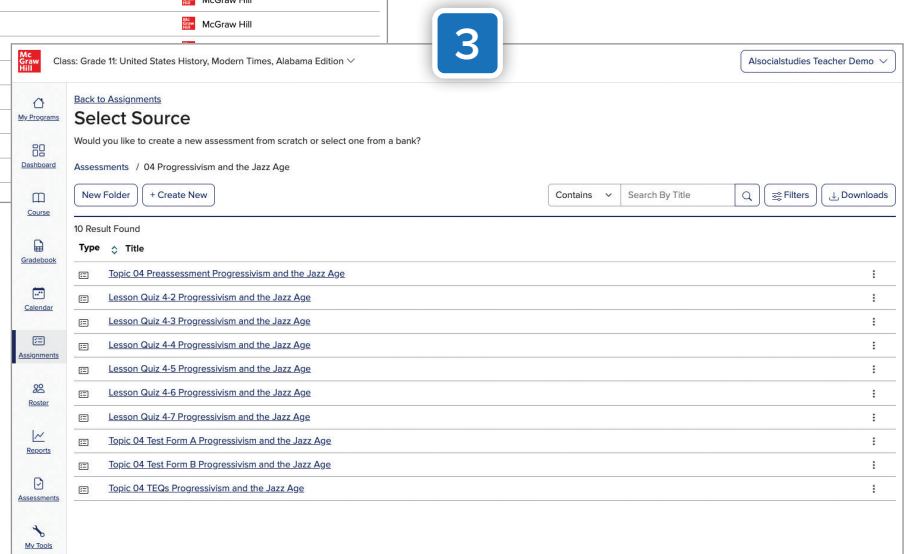 McGraw Hill
Mc Graw Hill McGraw Hill
3
Mc Graw Hill
Class: Grade 11: United States History, Modern Times, Alabama Edition
Alsocialstudies Teacher Demo
My Programs
Dashboard
Course
Gradebook
Calendar
Assignments
Roster
Reports
Assessments
My Tools
Back to Assignments
Select Source
Would you like to create a new assessment from scratch or select one from a bank?
Assessments / 04 Progressivism and the Jazz Age
New Folder + Create New Contains Search By Title Filters Downloads
10 Result Found
Type Title
Topic 04 Preassessment Progressivism and the Jazz Age
Lesson Quiz 4-2 Progressivism and the Jazz Age
Lesson Quiz 4-3 Progressivism and the Jazz Age
Lesson Quiz 4-4 Progressivism and the Jazz Age
Lesson Quiz 4-5 Progressivism and the Jazz Age
Lesson Quiz 4-6 Progressivism and the Jazz Age
Lesson Quiz 4-7 Progressivism and the Jazz Age
Topic 04 Test Form A Progressivism and the Jazz Age
Topic 04 Test Form B Progressivism and the Jazz Age
Topic 04 TEQs Progressivism and the Jazz Age